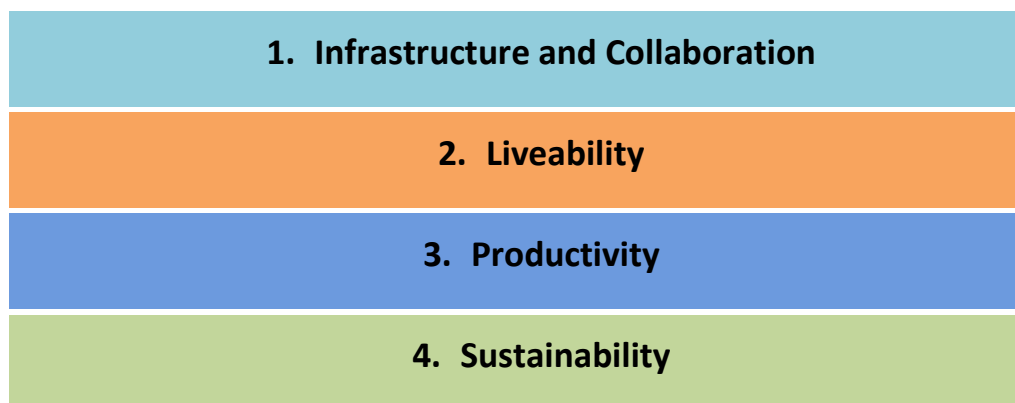 1. Infrastructure and Collaboration
2. Liveability
3. Productivity
4. Sustainability